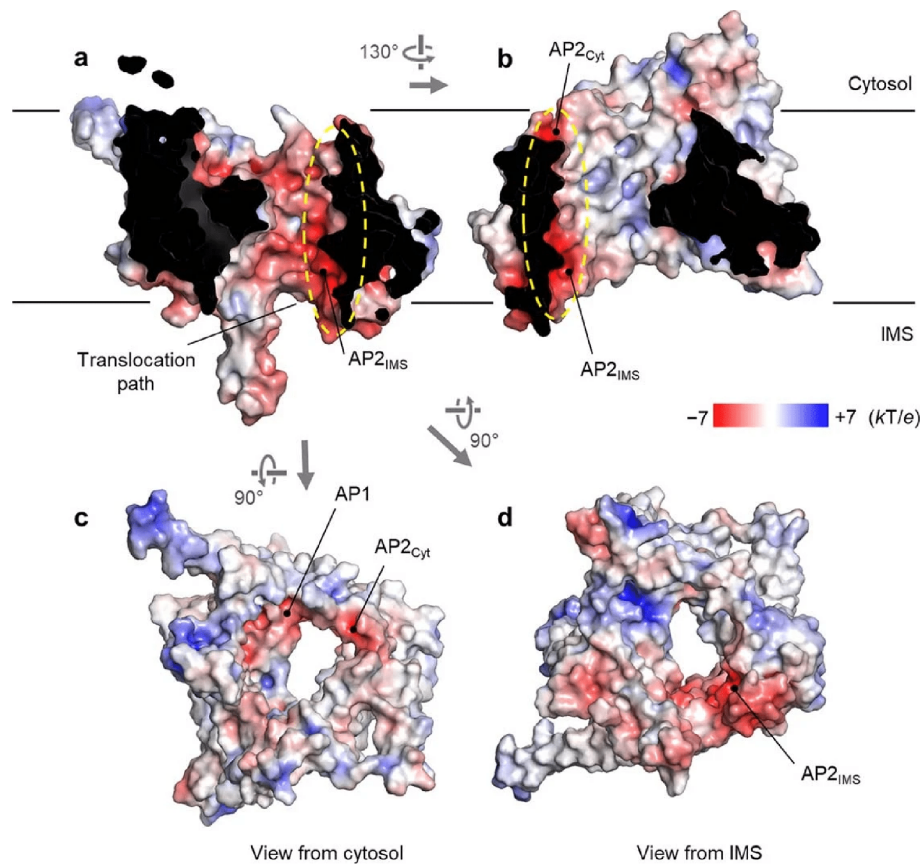 a
130°
b
AP2Cyt
Cytosol
Translocation
path
AP2IMS
AP2IMS
IMS
−7
+7 (kT/e)
90°
90°
c
AP1
AP2Cyt
d
AP2IMS
View from cytosol
View from IMS